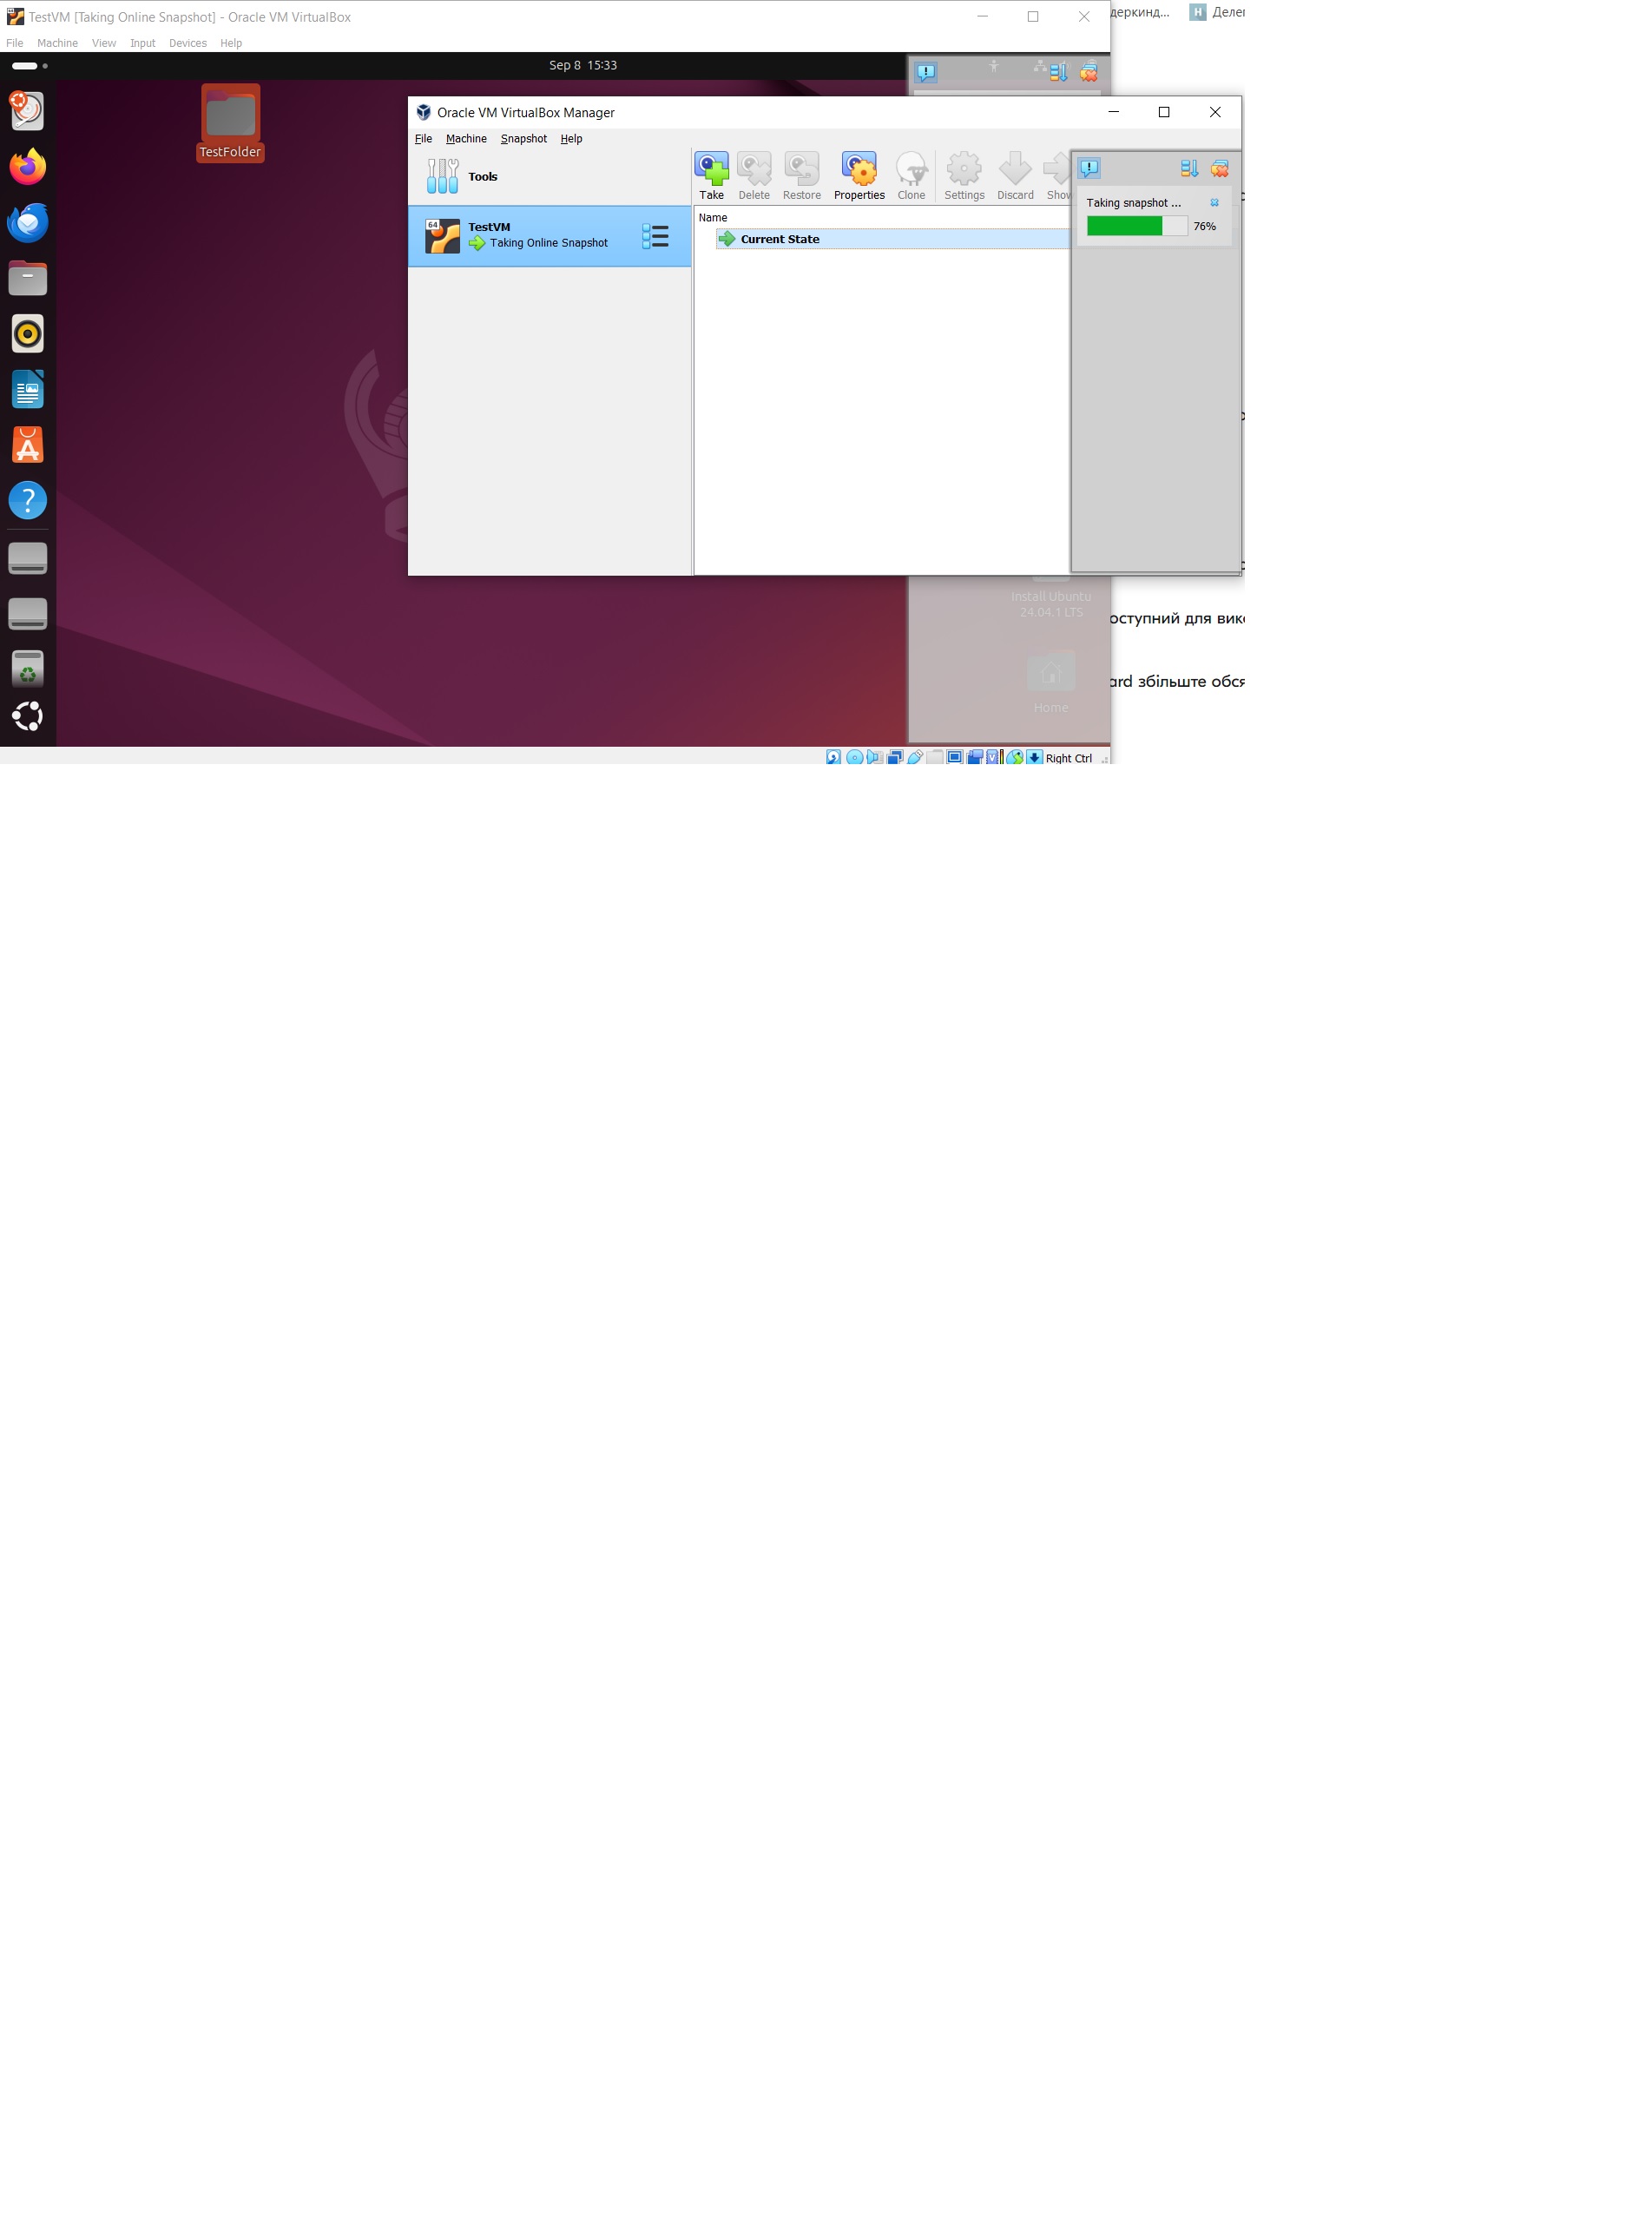 TestVM [Taking Online Snapshot] - Oracle VM VirtualBox
File Machine View Input Devices Help
Sep 8 15:33
TestFolder
Oracle VM VirtualBox Manager
File Machine Snapshot Help
Tools
Take Delete Restore Properties Clone Settings Discard Show
64
TestVM
Taking Online Snapshot
Name
Current State
Taking snapshot ...
76%
Install Ubuntu
24.04.1 LTS
Home
Right Ctrl
деркинд...
H Делег
оступний для вик
ard збільште обся